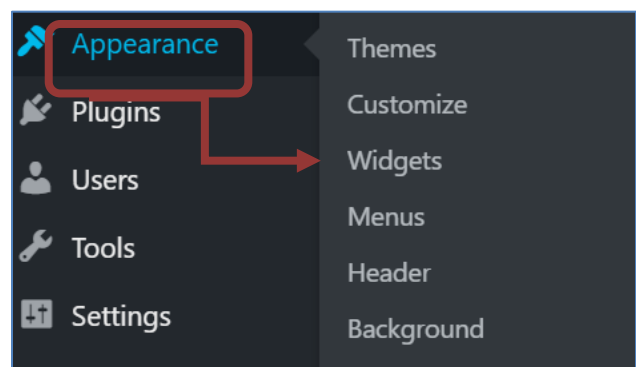 Appearance
Plugins
Users
Tools
Settings
Themes
Customize
Widgets
Menus
Header
Background